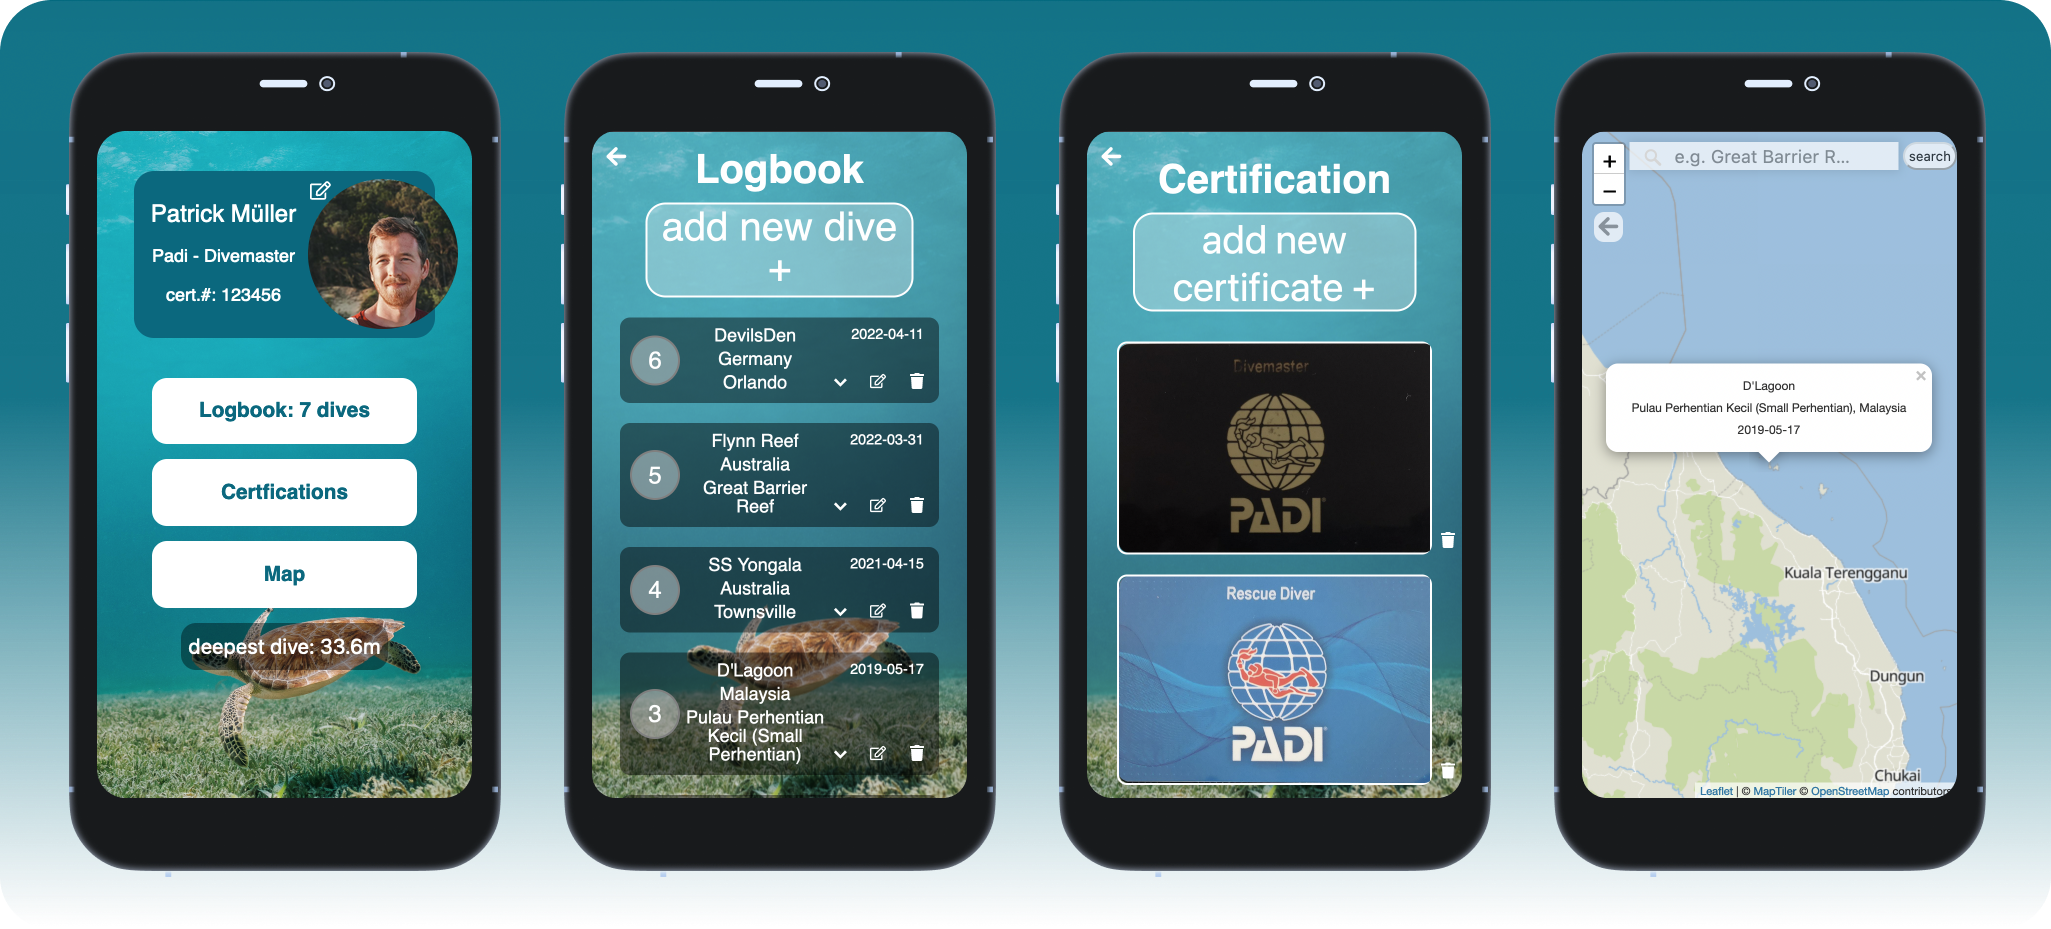 Patrick Müller
Padi - Divemaster
cert.#: 123456
Logbook: 7 dives
Certfications
Map
deepest dive: 33.6m
Logbook
add new dive
+
6
DevilsDen
2022-04-11
Germany
Orlando
5
Flynn Reef
2022-03-31
Australia
Great Barrier
Reef
4
SS Yongala
2021-04-15
Australia
Townsville
3
D'Lagoon
2019-05-17
Malaysia
Pulau Perhentian
Kecil (Small
Perhentian)
Certification
add new
certificate +
Divemaster
PADI
Rescue Diver
PADI
+
−
e.g. Great Barrier R...
search
D'Lagoon
Pulau Perhentian Kecil (Small Perhentian), Malaysia
2019-05-17
Kuala Terengganu
Dungun
Chukai
Leaflet | © MapTiler © OpenStreetMap contributors